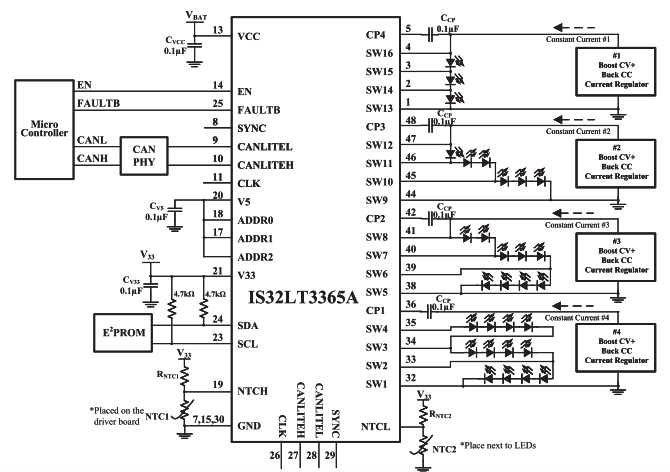 VBAT
CVCC
0.1µF
13
VCC
Micro
Controller
EN
14
EN
FAULTB
25
FAULTB
8
SYNC
CANL
CANH
CAN
PHY
9
CANLITEL
10
CANLITEH
11
CLK
20
V5
CV5
0.1µF
18
ADDR0
17
ADDR1
ADDR2
V33
21
V33
CV33
0.1µF
4.7kΩ
4.7kΩ
E²PROM
24
SDA
23
SCL
V33
RNTC1
19
NTCH
*Placed on the
driver board
NTC1
7,15,30
GND
IS32LT3365A
CLK
CANLITEH
CANLITEL
SYNC
26
27
28
29
CP4
5
CCP
0.1µF
Constant Current #1
SW16
4
SW15
3
SW14
2
SW13
1
#1
Boost CV+
Buck CC
Current Regulator
CP3
48
CCP
0.1µF
Constant Current #2
SW12
47
SW11
46
SW10
45
SW9
44
#2
Boost CV+
Buck CC
Current Regulator
CP2
42
CCP
0.1µF
Constant Current #3
SW8
41
SW7
40
SW6
39
SW5
38
#3
Boost CV+
Buck CC
Current Regulator
CP1
36
CCP
0.1µF
Constant Current #4
SW4
35
SW3
34
SW2
33
SW1
32
#4
Boost CV+
Buck CC
Current Regulator
V33
RNTC2
NTCL
NTC2
*Place next to LEDs